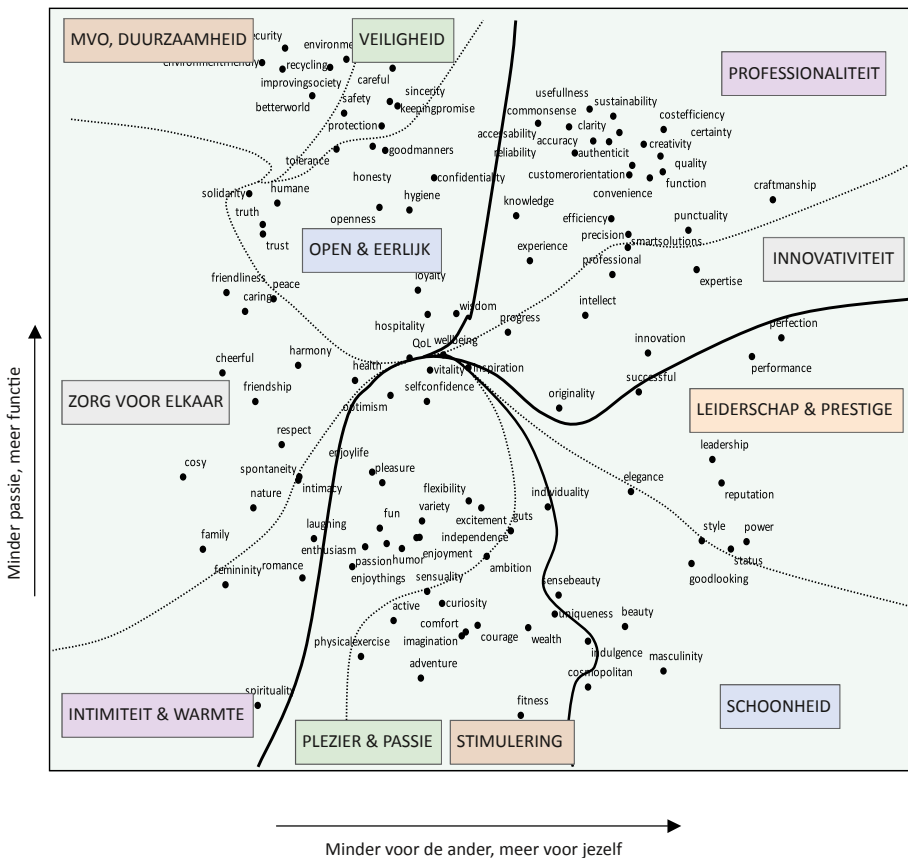 MVO, DUURZAAMHEID
VEILIGHEID
PROFESSIONALITEIT
recycling
careful
improvingsociety
sincerity
betterworld
safety
keepingpromise
protection
tolerance
goodmanners
honesty
confidentiality
hygiene
openness
solidarity
humane
truth
trust
usefullness
sustainability
commonsense
costefficiency
accessability
clarity
certainty
accuracy
creativity
reliability
quality
customerorientation
function
convenience
craftmanship
knowledge
efficiency
punctuality
precision
smartsolutions
experience
professional
expertise
OPEN & EERLIJK
INNOVATIVITEIT
loyalty
friendliness
peace
caring
wisdom
intellect
hospitality
progress
QoL
wellbeing
innovation
perfection
performance
harmony
cheerful
health
vitality
inspiration
friendship
optimism
selfconfidence
originality
successful
ZORG VOOR ELKAAR
LEIDERSCHAP & PRESTIGE
respect
enjoylife
pleasure
leadership
cosy
spontaneity
intimacy
nature
flexibility
individuality
elegance
reputation
laughing
fun
variety
excitement
guts
independence
family
enthusiasm
passion
humor
enjoyment
ambition
style
power
status
goodlooking
femininity
romance
enjoythings
sensuality
sensebeauty
active
curiosity
uniqueness
beauty
comfort
imagination
courage
wealth
indulgence
physicalexercise
adventure
cosmopolitan
masculinity
spirituality
fitness
INTIMITEIT & WARMTE
PLEZIER & PASSIE
STIMULERING
SCHOONHEID
Minder passie, meer functie
Minder voor de ander, meer voor jezelf